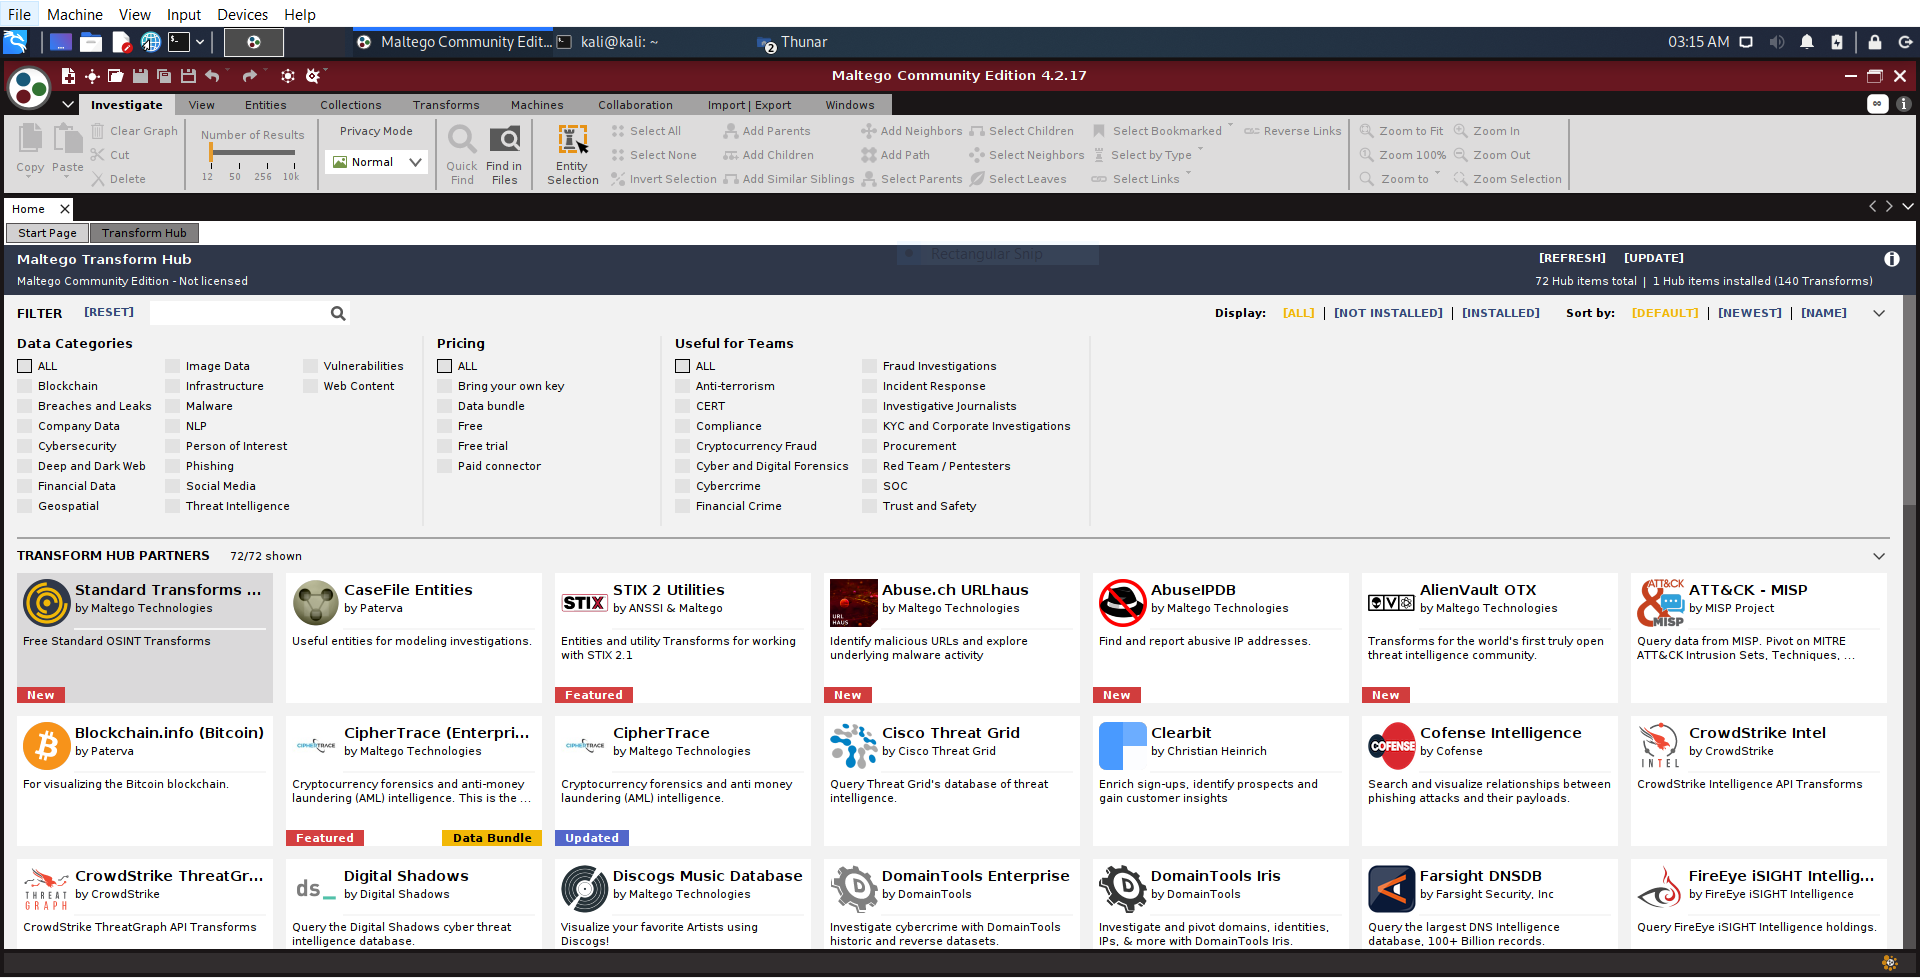 File Machine View Input Devices Help
Maltego Community Edit... kali@kali: ~ 2 Thunar 03:15 AM
Maltego Community Edition 4.2.17
Investigate View Entities Collections Transforms Machines Collaboration Import | Export Windows
Clear Graph Number of Results Privacy Mode Select All Add Parents Add Neighbors Select Children Select Bookmarked Reverse Links Zoom to Fit Zoom In
Copy Paste Cut Normal Quick Find Find in Files Entity Selection Select None Add Children Add Path Select Neighbors Select by Type Zoom 100% Zoom Out
Delete 12 50 256 10k Invert Selection Add Similar Siblings Select Parents Select Leaves Select Links Zoom to Zoom Selection
Home
Start Page Transform Hub
Maltego Transform Hub Rectangular Snip [REFRESH] [UPDATE]
Maltego Community Edition - Not licensed 72 Hub items total | 1 Hub items installed (140 Transforms)
FILTER [RESET] Display: [ALL] | [NOT INSTALLED] | [INSTALLED] Sort by: [DEFAULT] | [NEWEST] | [NAME]
Data Categories Pricing Useful for Teams
ALL Image Data Vulnerabilities ALL ALL Fraud Investigations
Blockchain Infrastructure Web Content Bring your own key Anti-terrorism Incident Response
Breaches and Leaks Malware Data bundle CERT Investigative Journalists
Company Data NLP Free Compliance KYC and Corporate Investigations
Cybersecurity Person of Interest Free trial Cryptocurrency Fraud Procurement
Deep and Dark Web Phishing Paid connector Cyber and Digital Forensics Red Team / Pentesters
Financial Data Social Media Cybercrime SOC
Geospatial Threat Intelligence Financial Crime Trust and Safety
TRANSFORM HUB PARTNERS 72/72 shown
Standard Transforms ...
by Maltego Technologies
Free Standard OSINT Transforms
New
CaseFile Entities
by Paterva
Useful entities for modeling investigations.
STIX
STIX 2 Utilities
by ANSSI & Maltego
Entities and utility Transforms for working
with STIX 2.1
Featured
URL
HAUS
Abuse.ch URLhaus
by Maltego Technologies
Identify malicious URLs and explore
underlying malware activity
New
AbuseIPDB
by Maltego Technologies
Find and report abusive IP addresses.
New
AlienVault OTX
by Maltego Technologies
Transforms for the world's first truly open
threat intelligence community.
New
ATT&CK
& MISP
ATT&CK - MISP
by MISP Project
Query data from MISP. Pivot on MITRE
ATT&CK Intrusion Sets, Techniques, ...
Blockchain.info (Bitcoin)
by Paterva
For visualizing the Bitcoin blockchain.
CIPHERTRACE
CipherTrace (Enterpri...
by Maltego Technologies
Cryptocurrency forensics and anti-money
laundering (AML) intelligence. This is the ...
Featured Data Bundle
CIPHERTRACE
CipherTrace
by Maltego Technologies
Cryptocurrency forensics and anti money
laundering (AML) intelligence.
Updated
Cisco Threat Grid
by Cisco Threat Grid
Query Threat Grid's database of threat
intelligence.
Clearbit
by Christian Heinrich
Enrich sign-ups, identify prospects and
gain customer insights
COFENSE
Cofense Intelligence
by Cofense
Search and visualize relationships between
phishing attacks and their payloads.
INTEL
CrowdStrike Intel
by CrowdStrike
CrowdStrike Intelligence API Transforms
THREAT
GRAPH
CrowdStrike ThreatGr...
by CrowdStrike
CrowdStrike ThreatGraph API Transforms
ds_
Digital Shadows
by Digital Shadows
Query the Digital Shadows cyber threat
intelligence database.
Discogs Music Database
by Maltego Technologies
Visualize your favorite Artists using
Discogs!
D
DomainTools Enterprise
by DomainTools
Investigate cybercrime with DomainTools
historic and reverse datasets.
D
DomainTools Iris
by DomainTools
Investigate and pivot domains, identities,
IPs, & more with DomainTools Iris.
Farsight DNSDB
by Farsight Security, Inc
Query the largest DNS Intelligence
database, 100+ Billion records.
FireEye iSIGHT Intellig...
by FireEye iSIGHT Intelligence
Query FireEye iSIGHT Intelligence holdings.